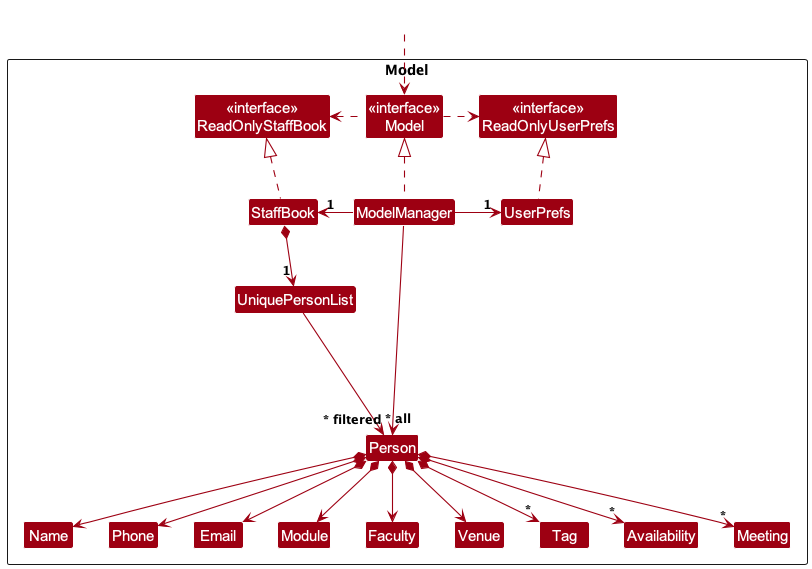 Model
«interface»
ReadOnlyStaffBook
«interface»
Model
«interface»
ReadOnlyUserPrefs
StaffBook
1
ModelManager
1
UserPrefs
1
UniquePersonList
* filtered
* all
Person
*
*
*
Name
Phone
Email
Module
Faculty
Venue
Tag
Availability
Meeting